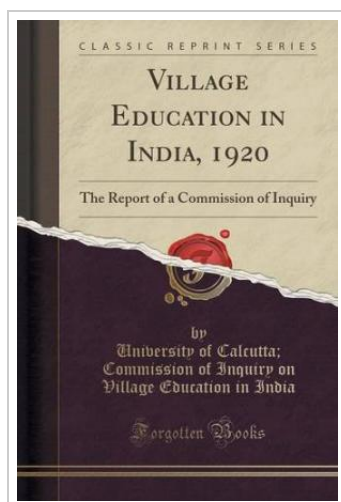 CLASSIC REPRINT SERIES
VILLAGE
EDUCATION IN
INDIA, 1920
The Report of a Commission of Inquiry
by
University of Calcutta;
Commission of Inquiry on
Village Education in India
Forgotten Books